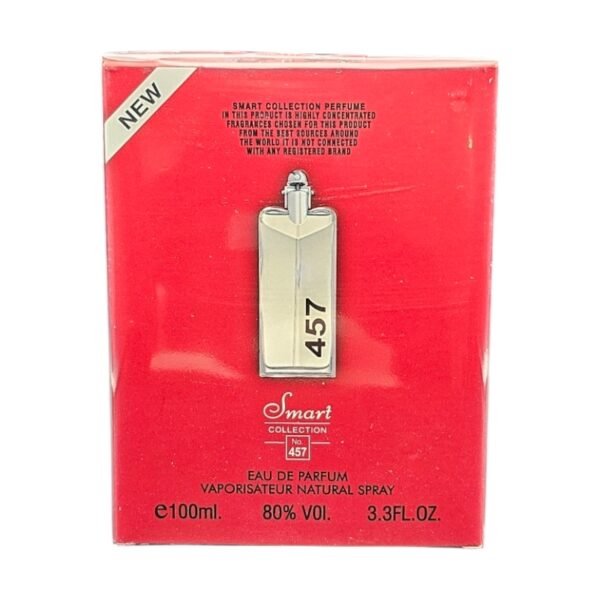 NEW
SMART COLLECTION PERFUME
IN THIS PRODUCT IS HIGHLY CONCENTRATED
FRAGRANCES CHOSEN FOR THIS PRODUCT
FROM THE BEST SOURCES AROUND
THE WORLD IT IS NOT CONNECTED
WITH ANY REGISTERED BRAND
457
Smart
COLLECTION
No.
457
EAU DE PARFUM
VAPORISATEUR NATURAL SPRAY
e100ml. 80% Vol. 3.3FL.OZ.